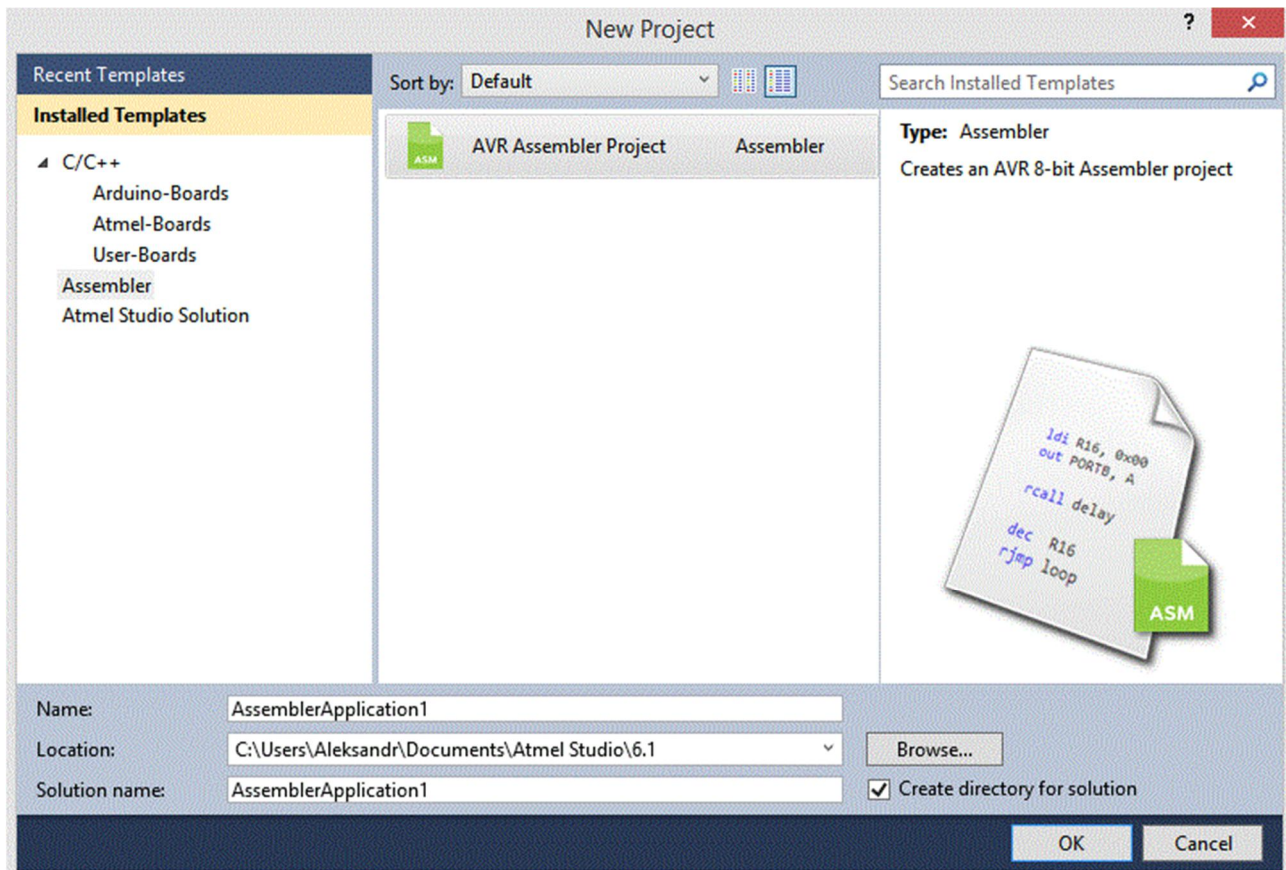 New Project
?
Recent Templates
Installed Templates
C/C++
Arduino-Boards
Atmel-Boards
User-Boards
Assembler
Atmel Studio Solution
Sort by: Default
ASM AVR Assembler Project Assembler
Search Installed Templates
Type: Assembler
Creates an AVR 8-bit Assembler project
ldi R16, 0x00
out PORTB, A
rcall delay
dec R16
rjmp loop
ASM
Name: AssemblerApplication1
Location: C:\Users\Aleksandr\Documents\Atmel Studio\6.1 Browse...
Solution name: AssemblerApplication1 Create directory for solution
OK Cancel